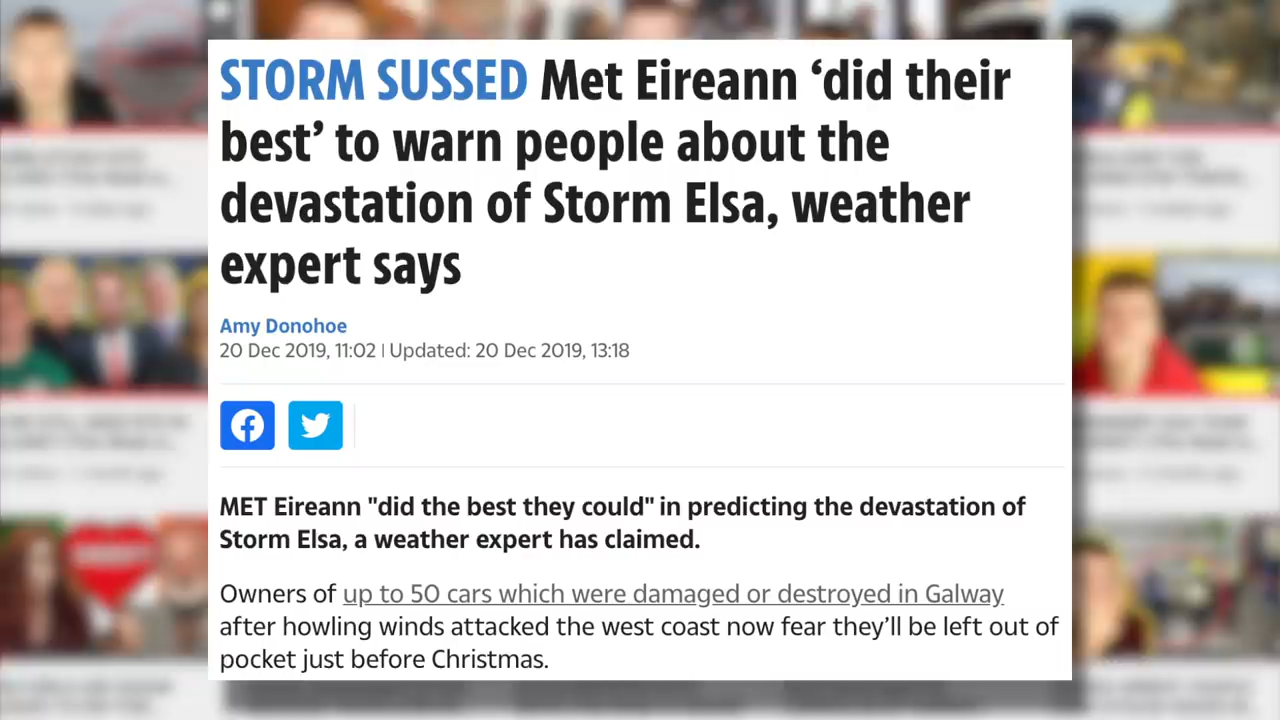 STORM SUSSED Met Eireann ‘did their
best’ to warn people about the
devastation of Storm Elsa, weather
expert says
Amy Donohoe
20 Dec 2019, 11:02 | Updated: 20 Dec 2019, 13:18
MET Eireann "did the best they could" in predicting the devastation of
Storm Elsa, a weather expert has claimed.
Owners of up to 50 cars which were damaged or destroyed in Galway
after howling winds attacked the west coast now fear they’ll be left out of
pocket just before Christmas.